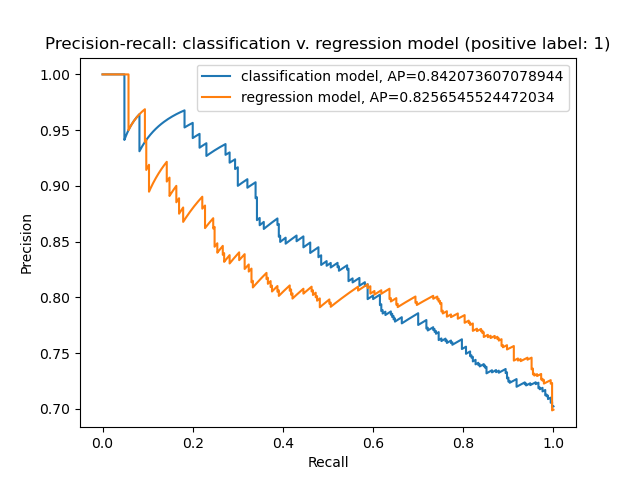 Precision-recall: classification v. regression model (positive label: 1)
classification model, AP=0.842073607078944
regression model, AP=0.8256545524472034
1.00
0.95
0.90
0.85
0.80
0.75
0.70
Precision
0.0 0.2 0.4 0.6 0.8 1.0
Recall